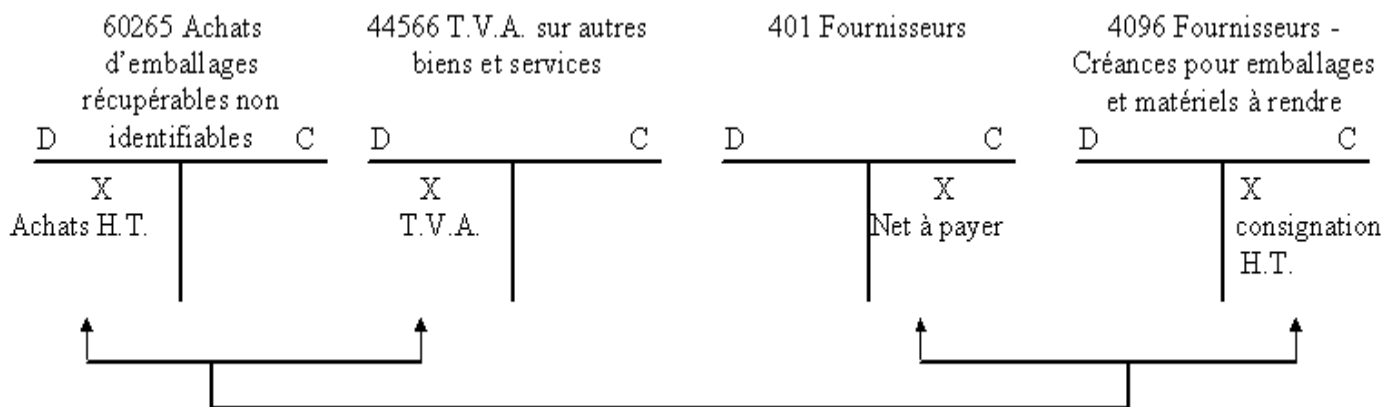 60265 Achats
d’emballages
récupérables non
identifiables
D
C
X
Achats H.T.
44566 T.V.A. sur autres
biens et services
D
C
X
T.V.A.
401 Fournisseurs
D
C
X
Net à payer
4096 Fournisseurs -
Créances pour emballages
et matériels à rendre
D
C
X
consignation
H.T.